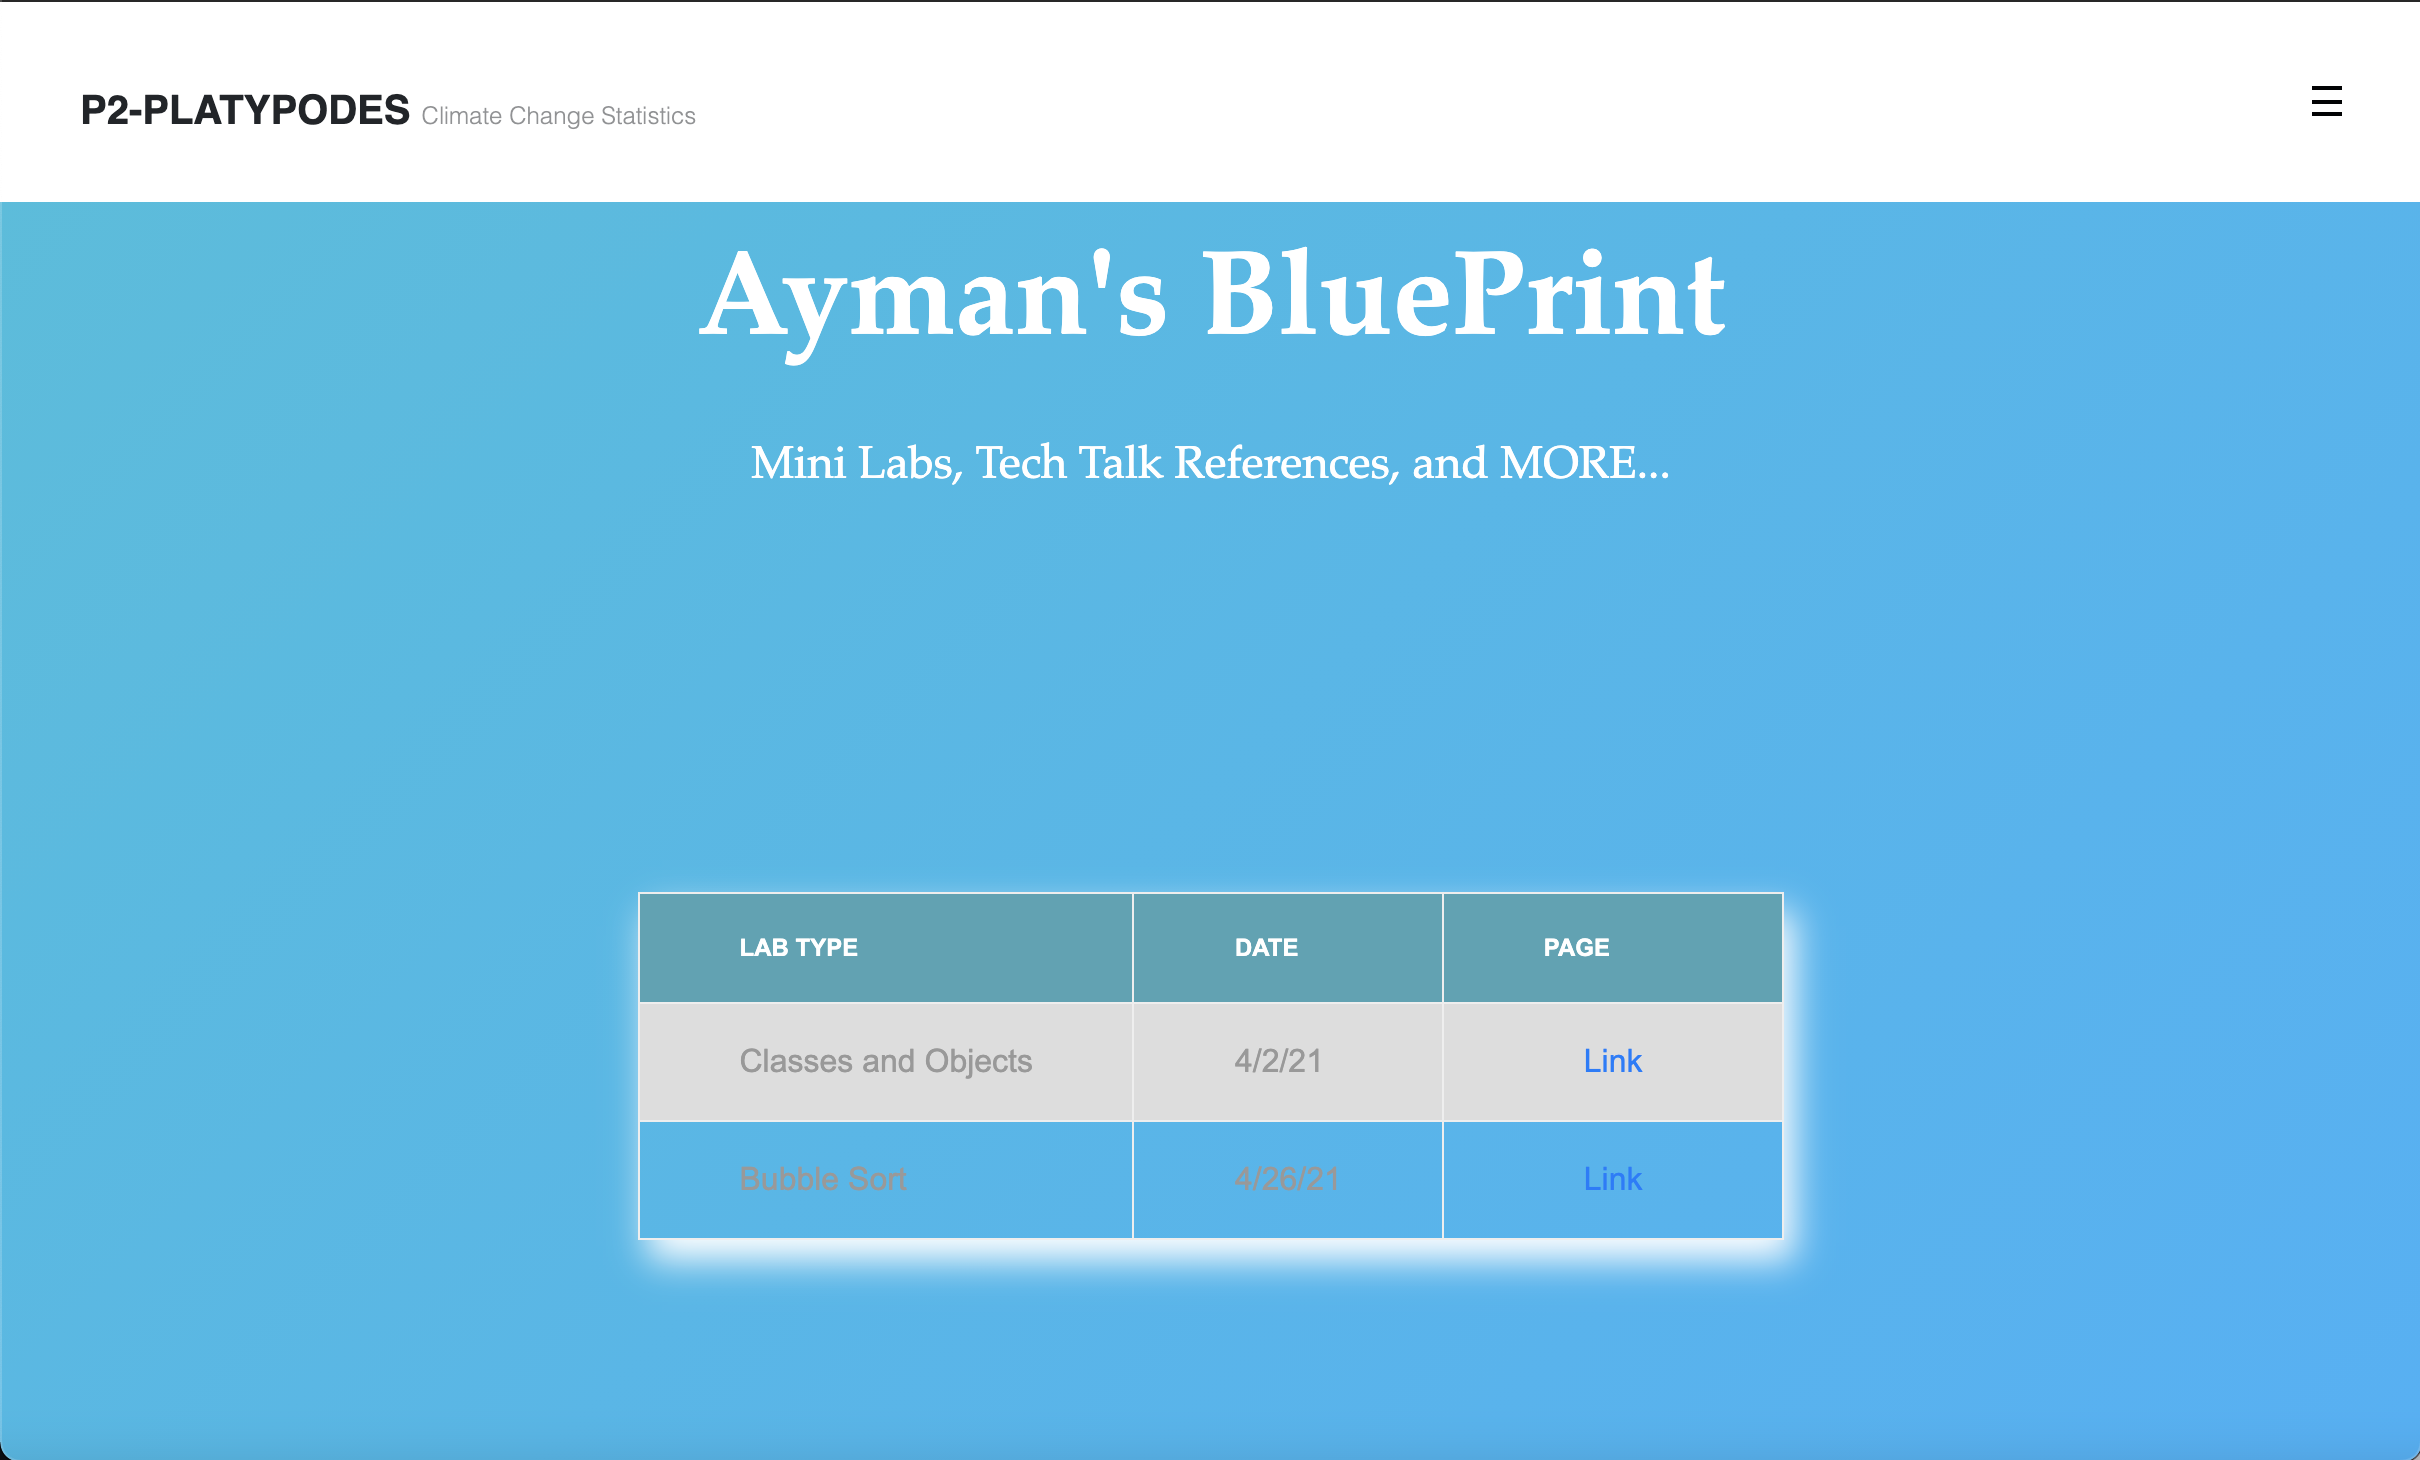 P2-PLATYPODES Climate Change Statistics
Ayman's BluePrint
Mini Labs, Tech Talk References, and MORE...
LAB TYPE DATE PAGE
Classes and Objects 4/2/21 Link
Bubble Sort 4/26/21 Link